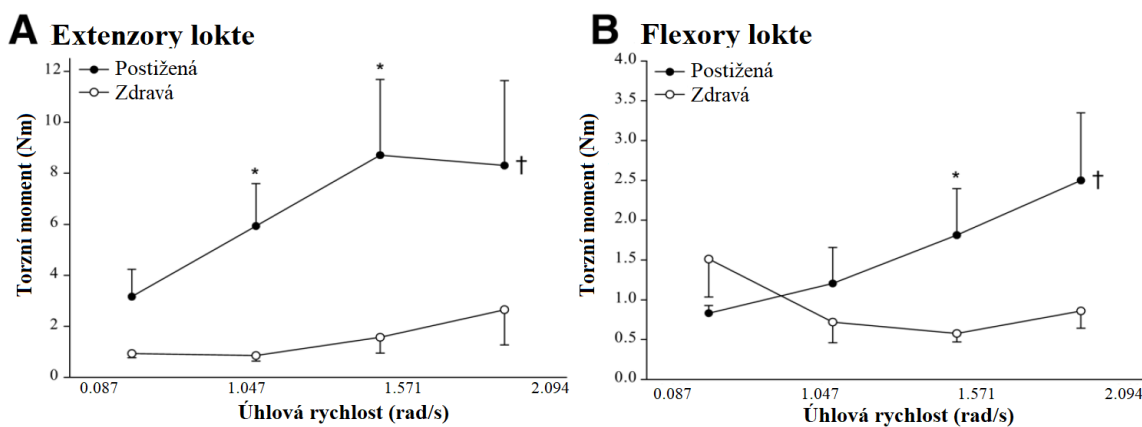 A Extenzory lokte
Postižená
Zdravá
Torzní moment (Nm)
12
10
8
6
4
2
0
*
*
†
0.087 1.047 1.571 2.094
Úhlová rychlost (rad/s)
B Flexory lokte
Postižená
Zdravá
Torzní moment (Nm)
4.0
3.5
3.0
2.5
2.0
1.5
1.0
0.5
0.0
*
†
0.087 1.047 1.571 2.094
Úhlová rychlost (rad/s)